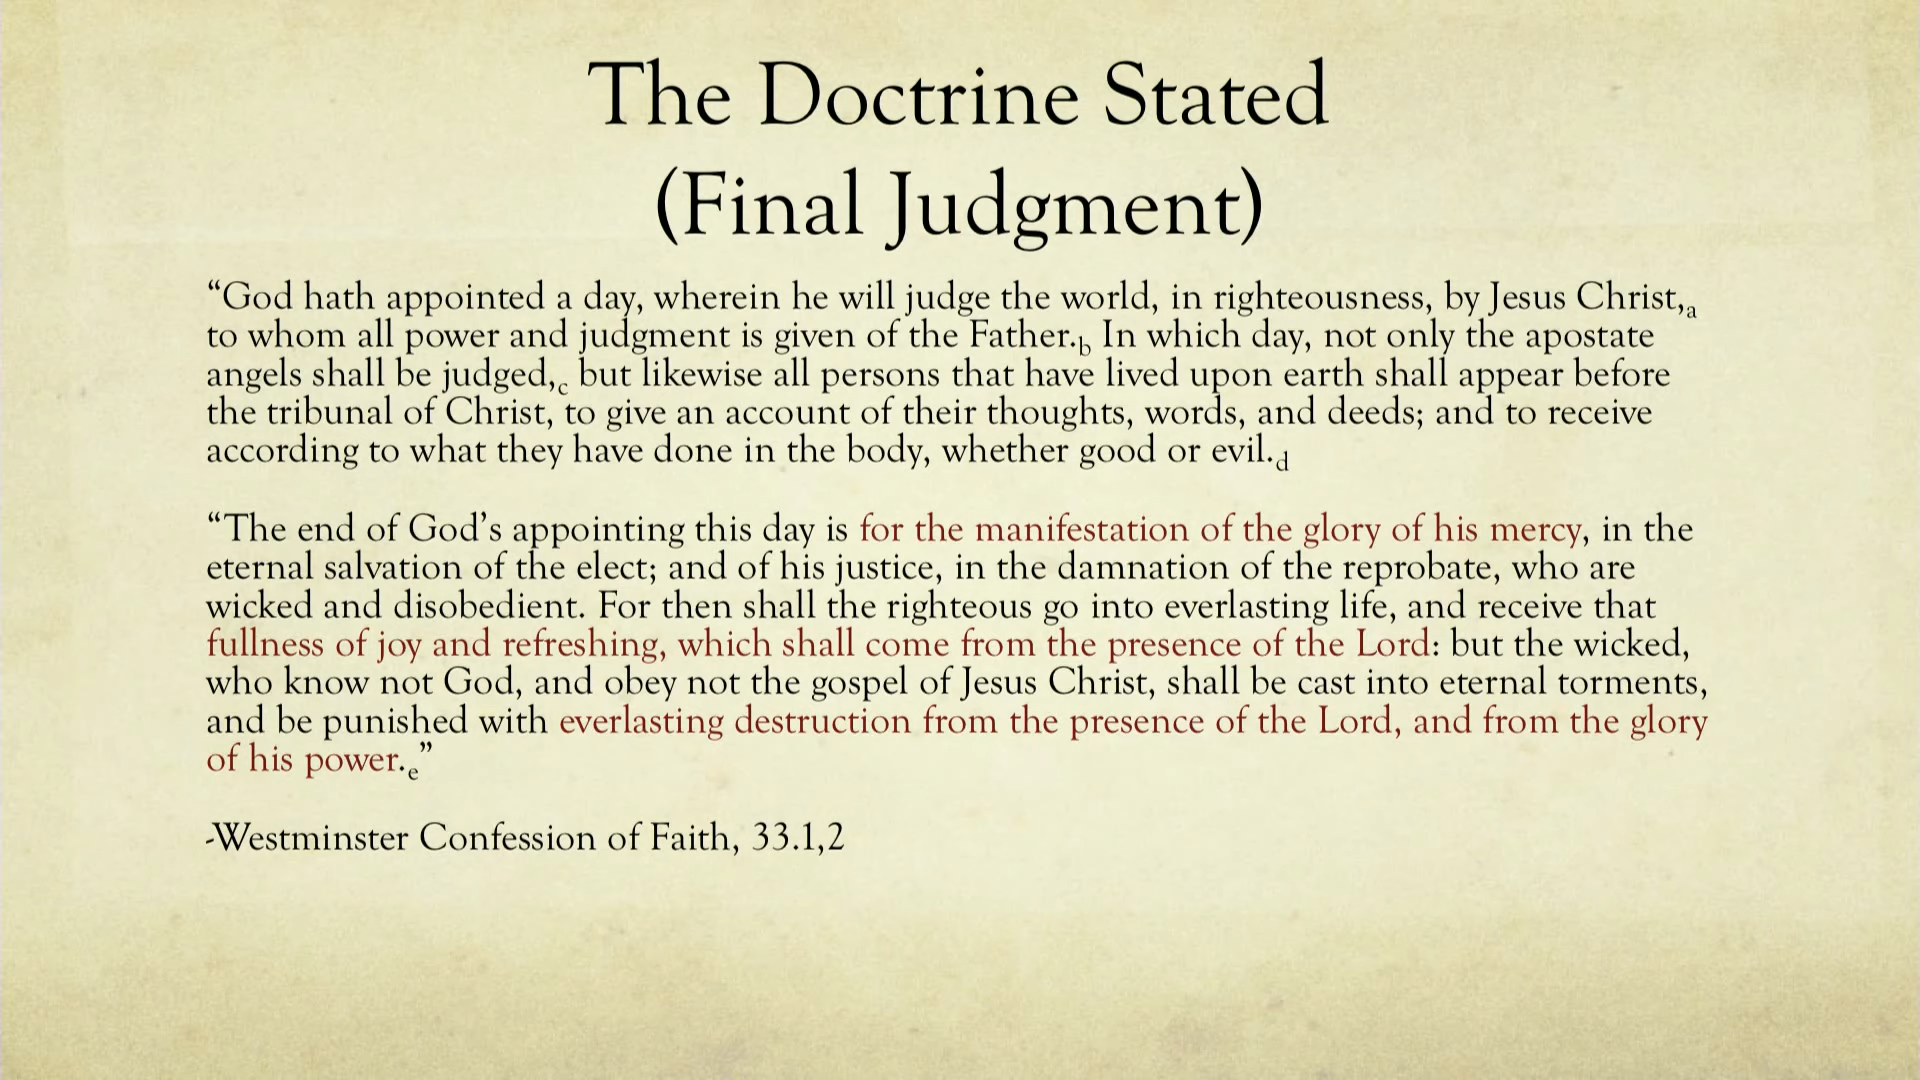 The Doctrine Stated
(Final Judgment)
“God hath appointed a day, wherein he will judge the world, in righteousness, by Jesus Christ,a
to whom all power and judgment is given of the Father.b In which day, not only the apostate
angels shall be judged,c but likewise all persons that have lived upon earth shall appear before
the tribunal of Christ, to give an account of their thoughts, words, and deeds; and to receive
according to what they have done in the body, whether good or evil.d
“The end of God’s appointing this day is for the manifestation of the glory of his mercy, in the
eternal salvation of the elect; and of his justice, in the damnation of the reprobate, who are
wicked and disobedient. For then shall the righteous go into everlasting life, and receive that
fullness of joy and refreshing, which shall come from the presence of the Lord: but the wicked,
who know not God, and obey not the gospel of Jesus Christ, shall be cast into eternal torments,
and be punished with everlasting destruction from the presence of the Lord, and from the glory
of his power.e”
-Westminster Confession of Faith, 33.1,2